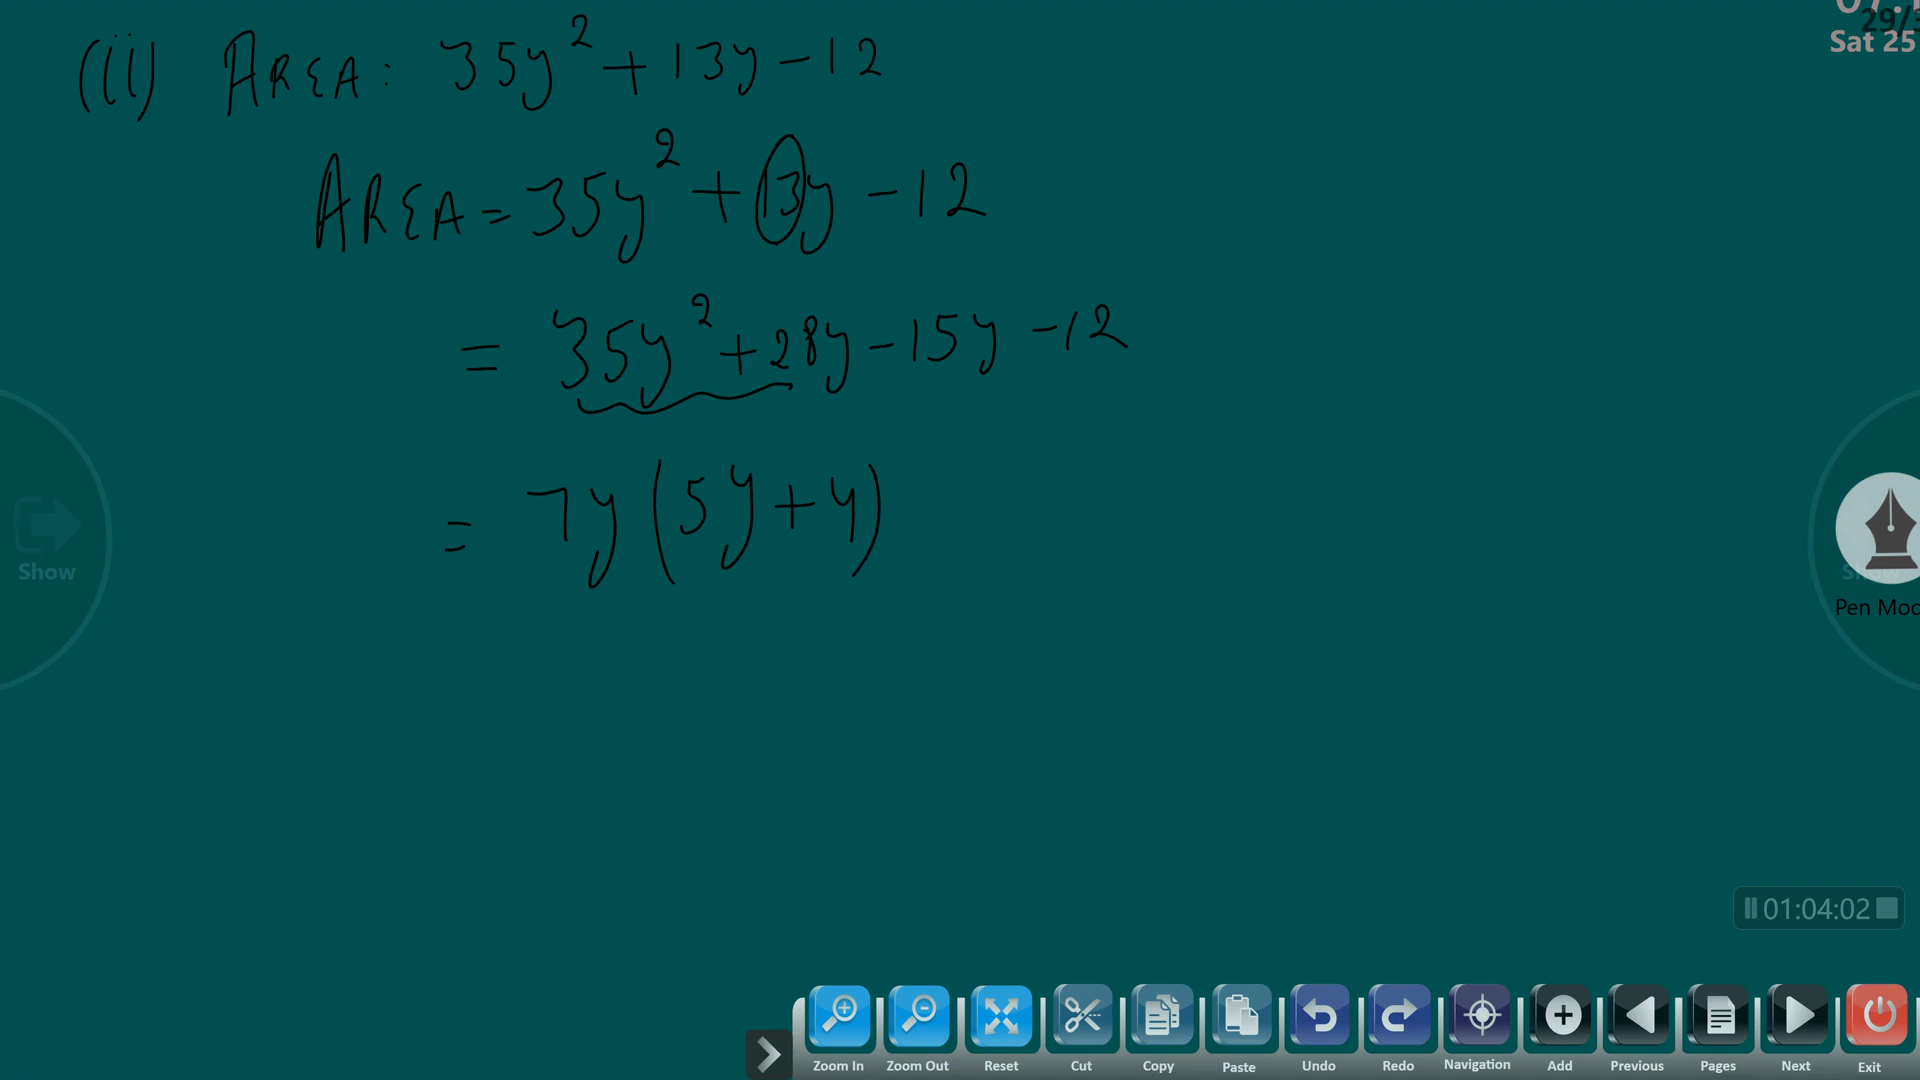 (ii) AREA: 35y² + 13y - 12
AREA = 35y² + 13y - 12
= 35y² + 28y - 15y - 12
= 7y (5y + 4)
29/3
Sat 25
Show
Pen Mod
01:04:02
Zoom In Zoom Out Reset Cut Copy Paste Undo Redo Navigation Add Previous Pages Next Exit